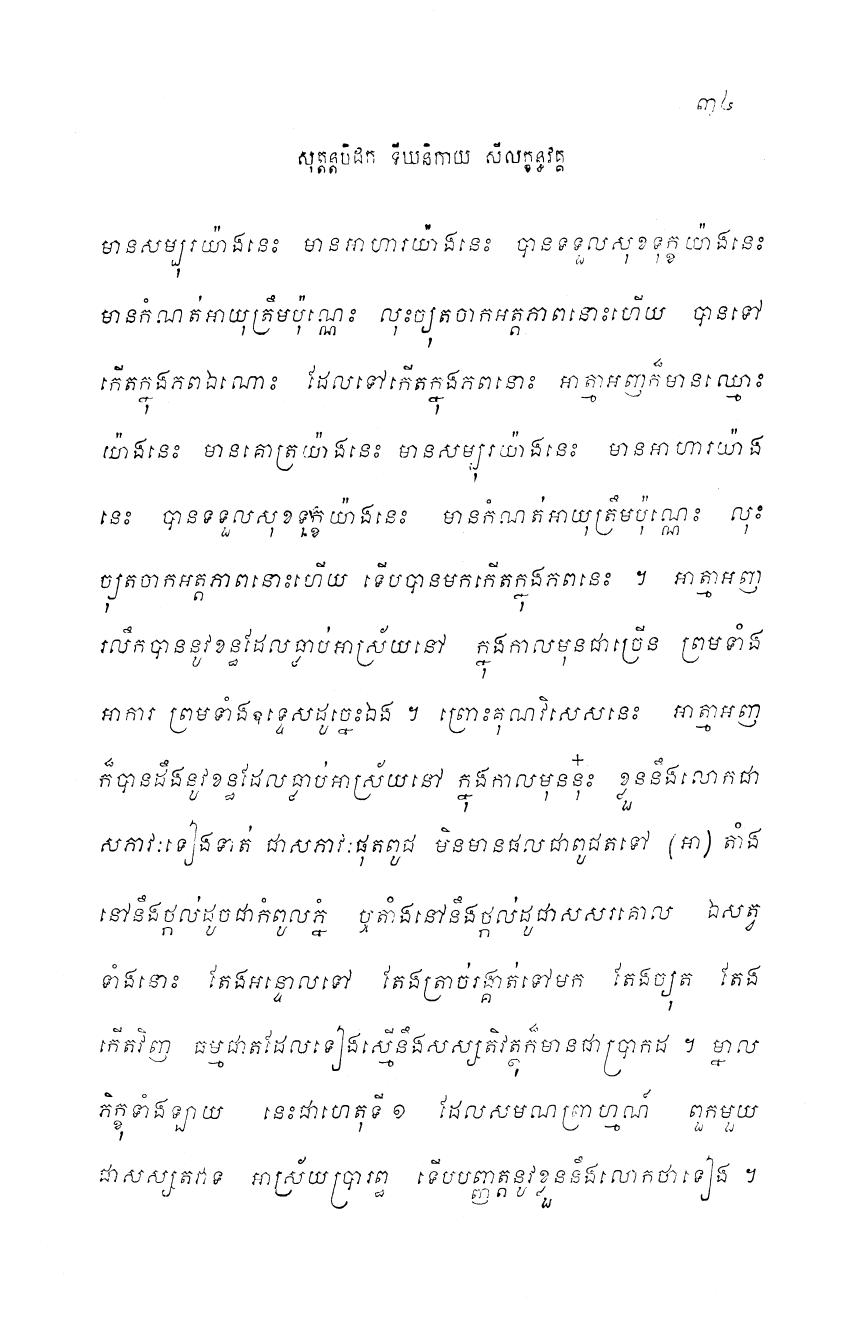 ៣៤
សុត្តន្តបិដក ទីឃនិកាយ សីលក្ខន្ធវគ្គ
មានសម្បុរយ៉ាងនេះ មានអាហារយ៉ាងនេះ បានទទួលសុខទុក្ខយ៉ាងនេះ
មានកំណត់អាយុត្រឹមប៉ុណ្ណេះ លុះច្យុតចាកអត្តភាពនោះហើយ បានទៅ
កើតក្នុងភពឯណោះ ដែលទៅកើតក្នុងភពនោះ អាត្មាអញក៏មានឈ្មោះ
យ៉ាងនេះ មានគោត្រយ៉ាងនេះ មានសម្បុរយ៉ាងនេះ មានអាហារយ៉ាង
នេះ បានទទួលសុខទុក្ខយ៉ាងនេះ មានកំណត់អាយុត្រឹមប៉ុណ្ណេះ លុះ
ច្យុតចាកអត្តភាពនោះហើយ ទើបបានមកកើតក្នុងភពនេះ ។ អាត្មាអញ
រលឹកបាននូវខន្ធដែលធ្លាប់អាស្រ័យនៅ ក្នុងកាលមុនជាច្រើន ព្រមទាំង
អាការ ព្រមទាំងឧទ្ទេសដូច្នេះឯង ។ ព្រោះគុណវិសេសនេះ អាត្មាអញ
ក៏បានដឹងនូវខន្ធដែលធ្លាប់អាស្រ័យនៅ ក្នុងកាលមុននុ៎ះ ខ្លួននឹងលោកជា
សភាវៈទៀងទាត់ ជាសភាវៈផុតពូជ មិនមានផលជាពូជតទៅ (អា) តាំង
នៅនឹងថ្កល់ដូចជាកំពូលភ្នំ ឬតាំងនៅនឹងថ្កល់ដូជាសសរគោល ឯសត្វ
ទាំងនោះ តែងអន្ទោលទៅ តែងត្រាច់រង្គាត់ទៅមក តែងច្យុត តែង
កើតវិញ ធម្មជាតដែលទៀងស្មើនឹងសស្សតិវត្ថុក៏មានជាប្រាកដ ។ ម្នាល
ភិក្ខុទាំងឡាយ នេះជាហេតុទី ១ ដែលសមណព្រាហ្មណ៍ ពួកមួយ
ជាសស្សតវាទ អាស្រ័យប្រារព្ធ ទើបបញ្ញាត្តនូវខ្លួននឹងលោកថាទៀង ។